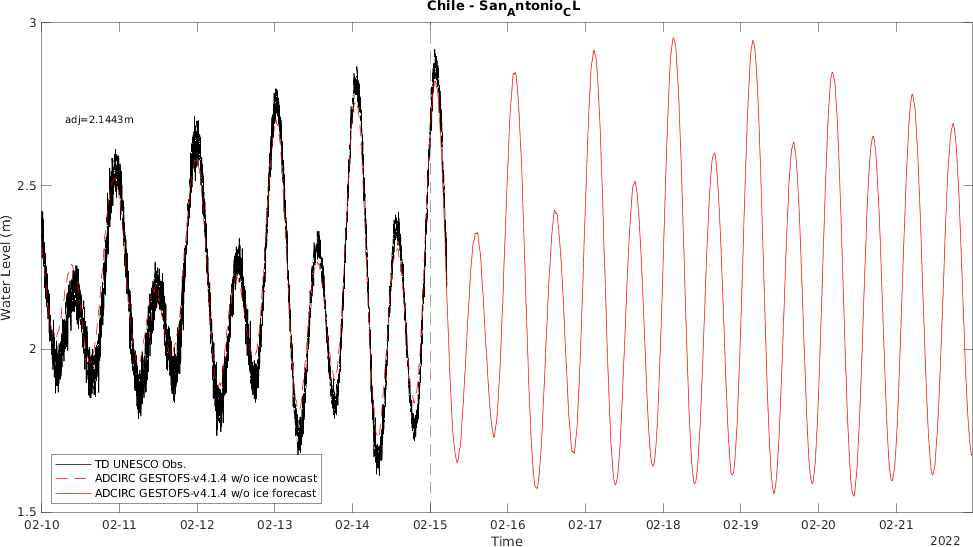 Chile - SanAntonioCL
3
2.5
2
1.5
Water Level (m)
adj=2.1443m
TD UNESCO Obs.
ADCIRC GESTOFS-v4.1.4 w/o ice nowcast
ADCIRC GESTOFS-v4.1.4 w/o ice forecast
02-10 02-11 02-12 02-13 02-14 02-15 02-16 02-17 02-18 02-19 02-20 02-21
Time
2022